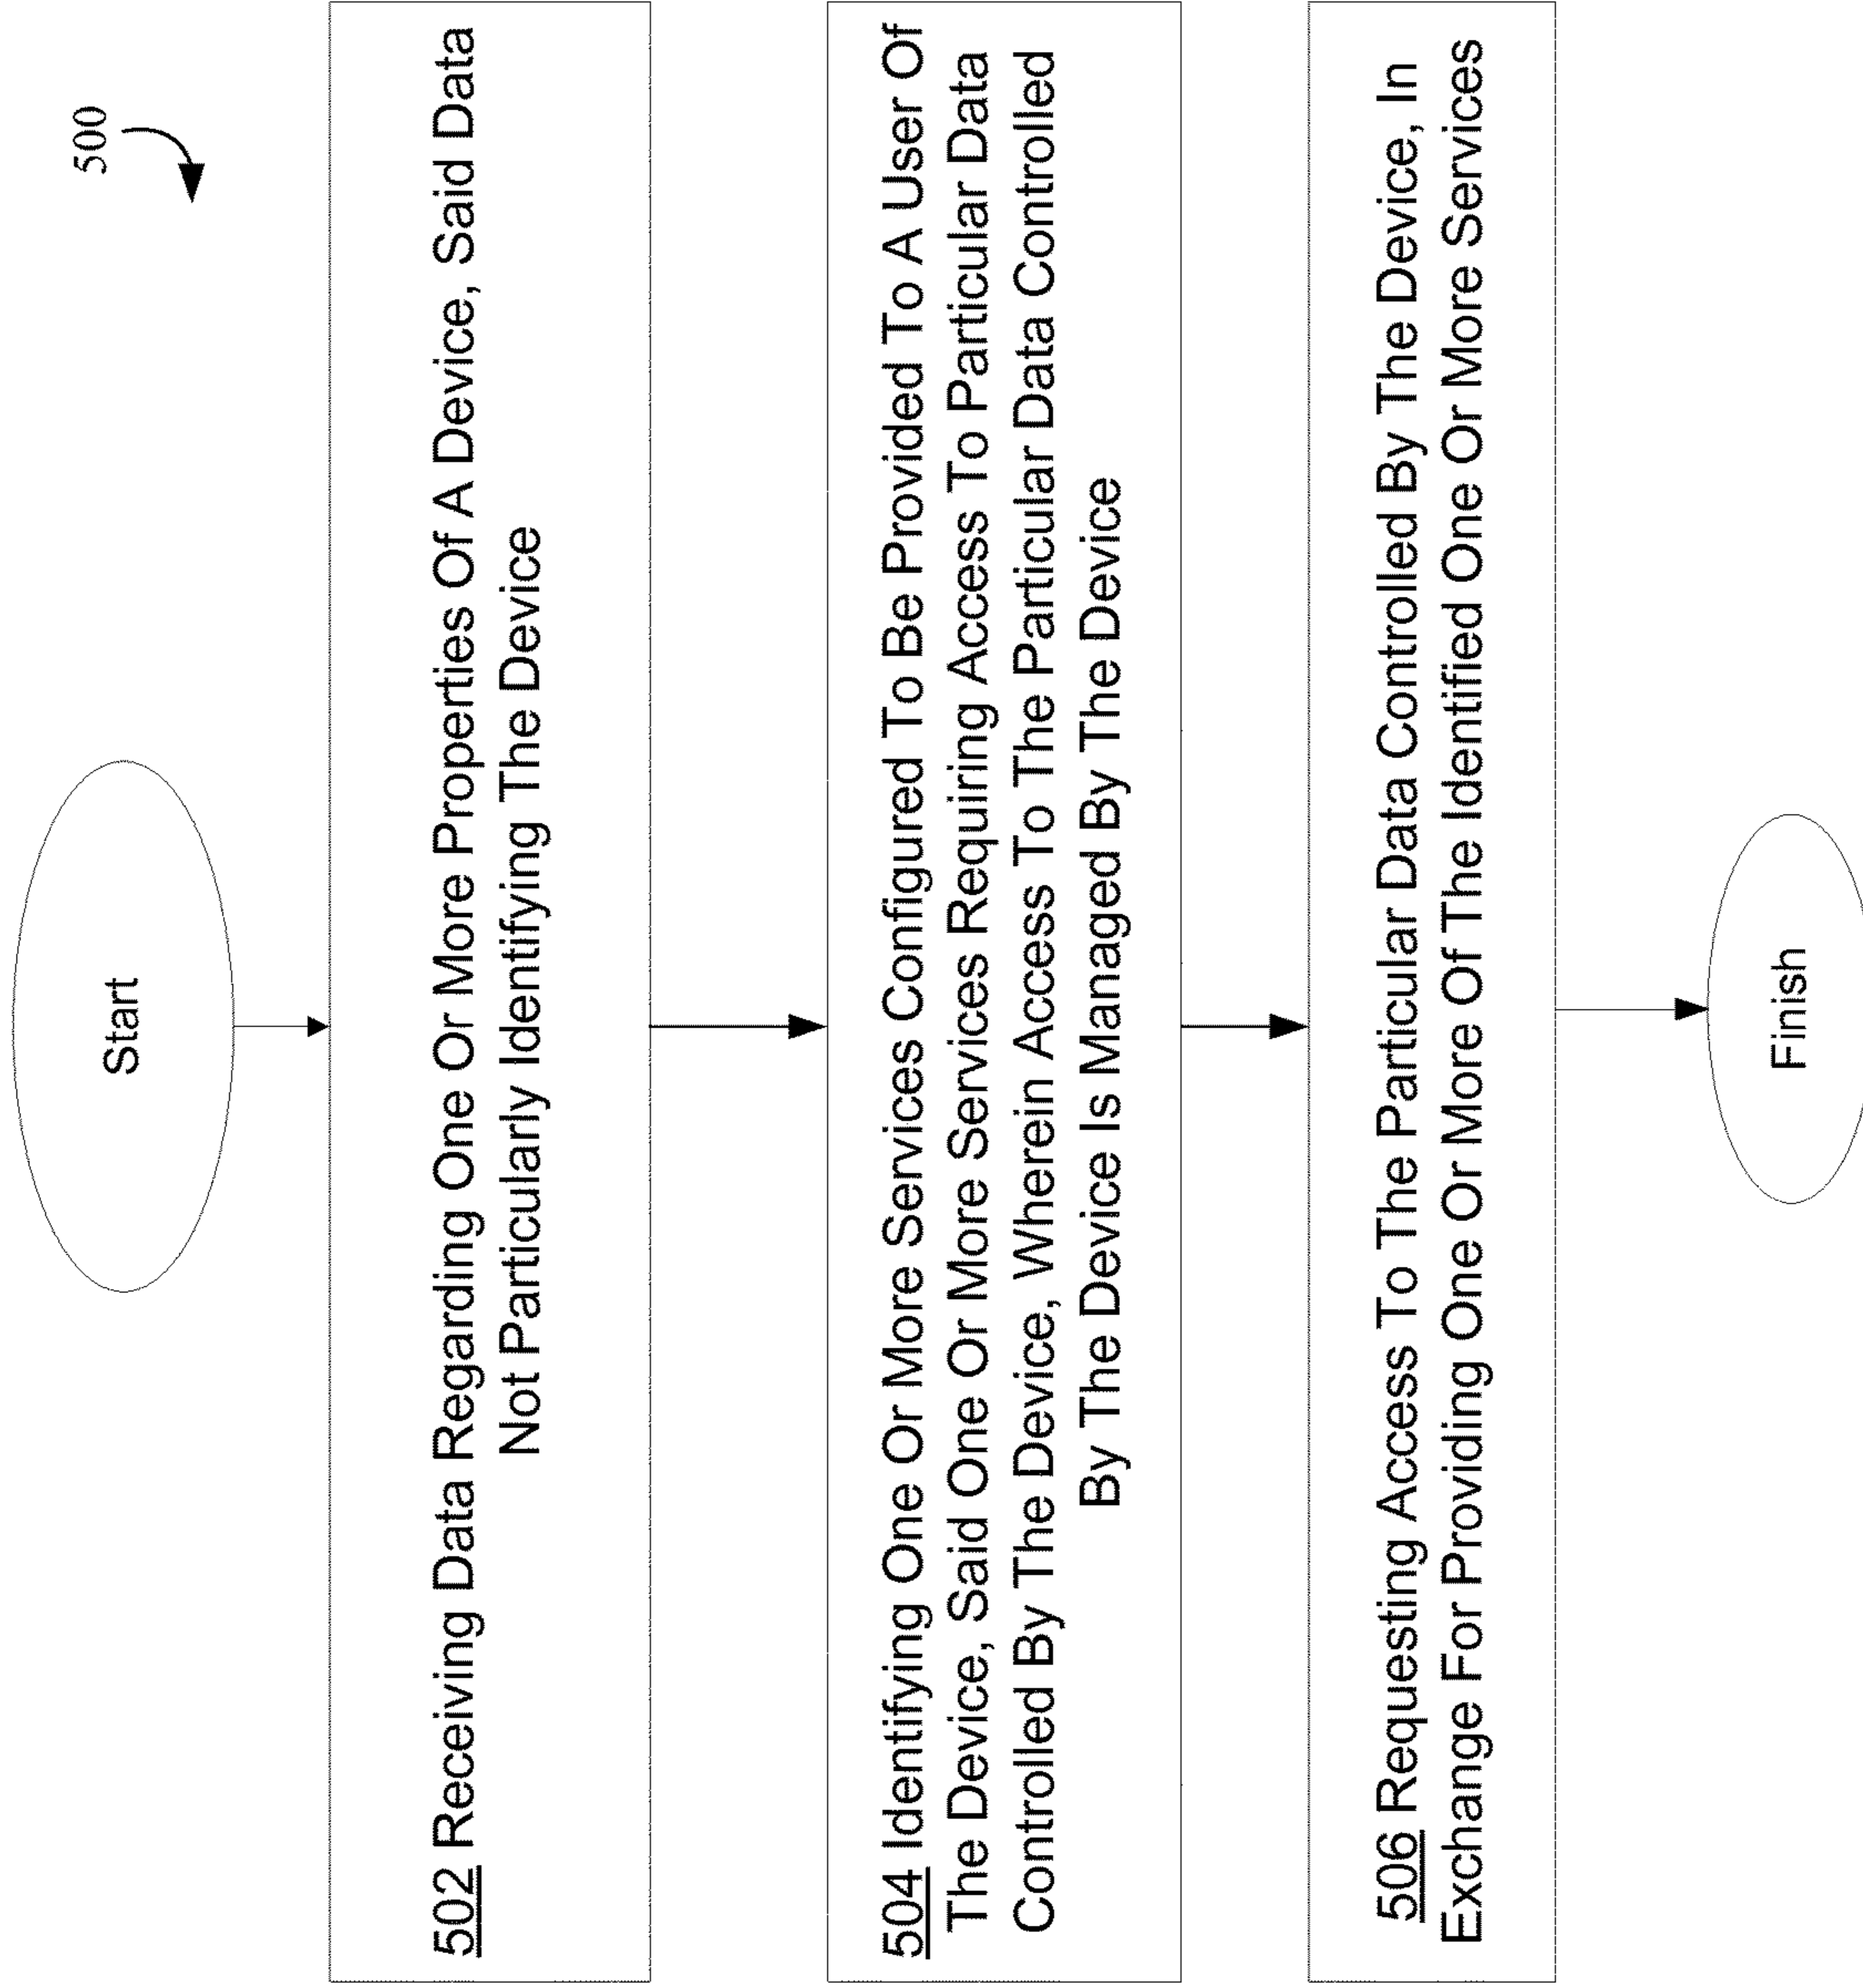 500
Start
502 Receiving Data Regarding One Or More Properties Of A Device, Said Data
Not Particularly Identifying The Device
504 Identifying One Or More Services Configured To Be Provided To A User Of
The Device, Said One Or More Services Requiring Access To Particular Data
Controlled By The Device, Wherein Access To The Particular Data Controlled
By The Device Is Managed By The Device
506 Requesting Access To The Particular Data Controlled By The Device, In
Exchange For Providing One Or More Of The Identified One Or More Services
Finish